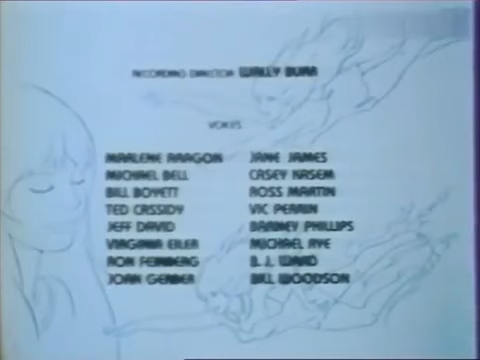 RECORDING DIRECTOR WALLY BURR
VOICES
MARLENE ARAGON JANE JAMES
MICHAEL BELL CASEY KASEM
BILL BOYETT ROSS MARTIN
TED CASSIDY VIC PERRIN
JEFF DAVID BARNEY PHILLIPS
VIRGINIA EILER MICHAEL RYE
RON FEINBERG B. J. WARD
JOAN GERBER BILL WOODSON